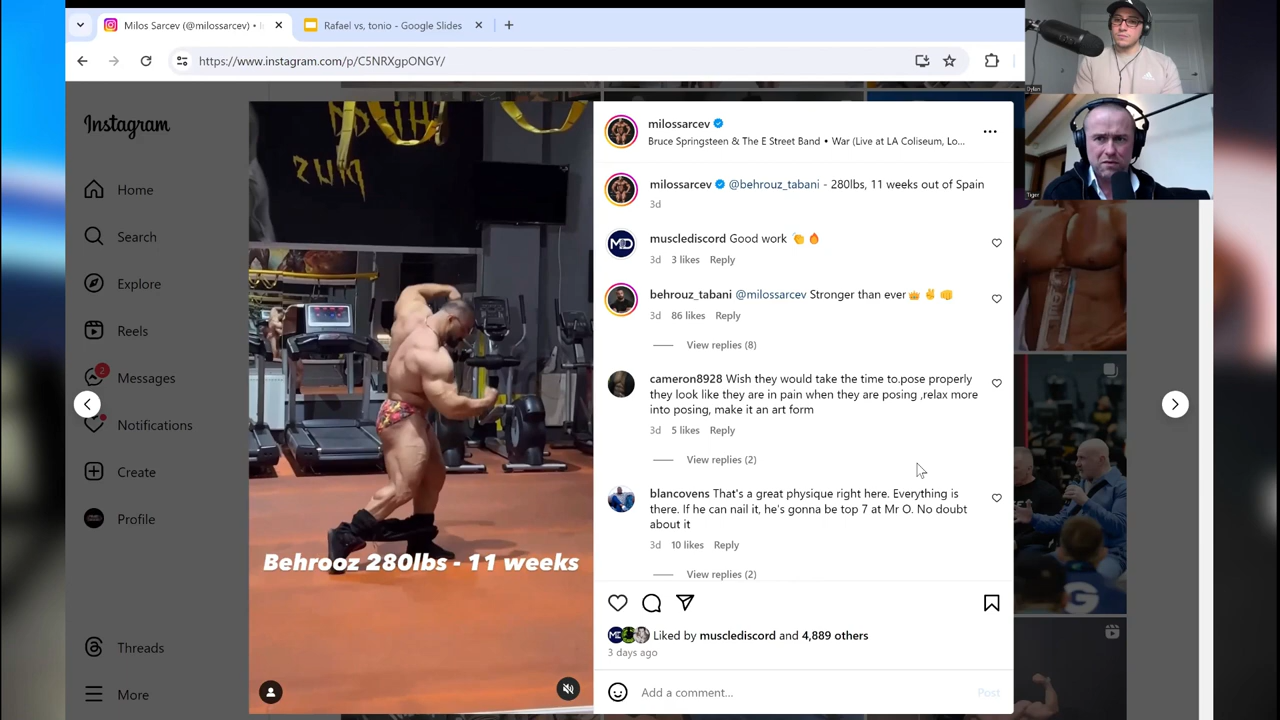 Milos Sarcev (@milossarcev) • I
Rafael vs, tonio - Google Slides
https://www.instagram.com/p/C5NRXgpONGY/
Dylan
Tiger
Instagram
Home
Search
Explore
Reels
2
Messages
Notifications
Create
Profile
Threads
More
Behrooz 280lbs - 11 weeks
milossarcev
Bruce Springsteen & The E Street Band • War (Live at LA Coliseum, Lo...
milossarcev @behrouz_tabani - 280lbs, 11 weeks out of Spain
3d
MD
musclediscord Good work 👏 🔥
3d 3 likes Reply
behrouz_tabani @milossarcev Stronger than ever 👑 ✌ 👊
3d 86 likes Reply
View replies (8)
cameron8928 Wish they would take the time to.pose properly
they look like they are in pain when they are posing ,relax more
into posing, make it an art form
3d 5 likes Reply
View replies (2)
blancovens That's a great physique right here. Everything is
there. If he can nail it, he's gonna be top 7 at Mr O. No doubt
about it
3d 10 likes Reply
View replies (2)
Liked by musclediscord and 4,889 others
3 days ago
Add a comment...
Post